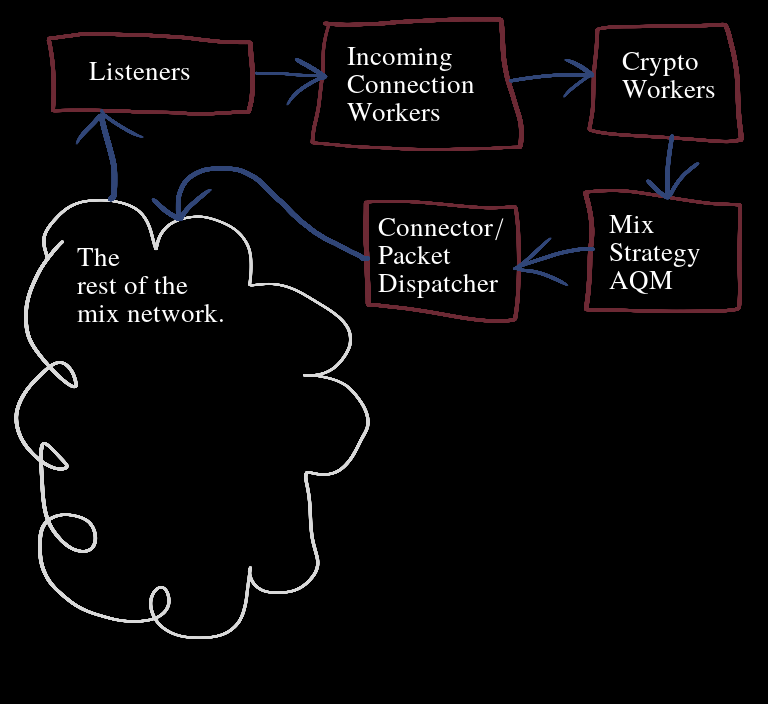 Listeners
Incoming
Connection
Workers
Crypto
Workers
Connector/
Packet
Dispatcher
Mix
Strategy
AQM
The
rest of the
mix network.